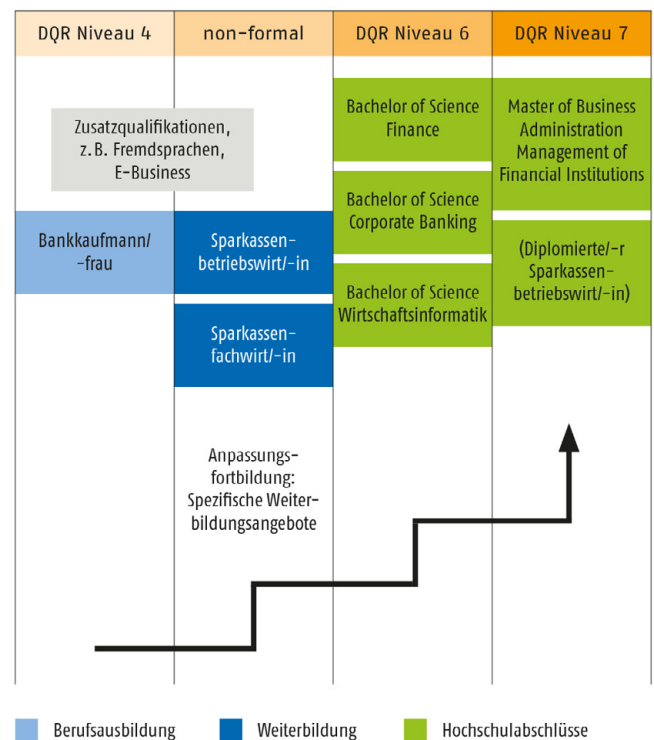 DQR Niveau 4
non-formal
DQR Niveau 6
DQR Niveau 7
Zusatzqualifikationen,
z. B. Fremdsprachen,
E-Business
Bankkaufmann/
-frau
Sparkassen-
betriebswirt/-in
Sparkassen-
fachwirt/-in
Anpassungs-
fortbildung:
Spezifische Weiter-
bildungsangebote
Bachelor of Science
Finance
Bachelor of Science
Corporate Banking
Bachelor of Science
Wirtschaftsinformatik
Master of Business
Administration
Management of
Financial Institutions
(Diplomierte/-r
Sparkassen-
betriebswirt/-in)
Berufsausbildung
Weiterbildung
Hochschulabschlüsse